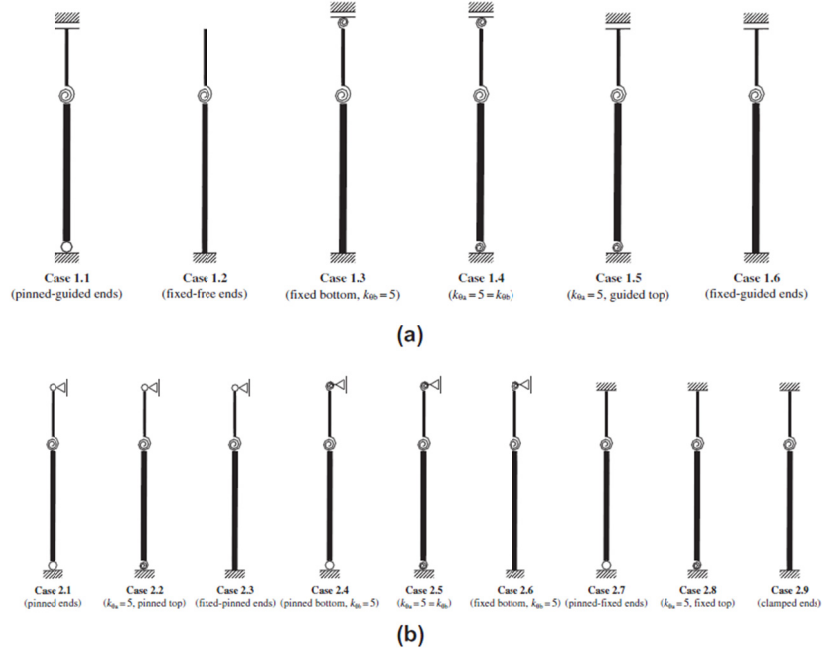 Case 1.1 Case 1.2 Case 1.3 Case 1.4 Case 1.5 Case 1.6
(pinned-guided ends) (fixed-free ends) (fixed bottom, kθb = 5) (kθa = 5 = kθb) (kθa = 5, guided top) (fixed-guided ends)
(a)
Case 2.1 Case 2.2 Case 2.3 Case 2.4 Case 2.5 Case 2.6 Case 2.7 Case 2.8 Case 2.9
(pinned ends) (kθa = 5, pinned top) (fixed-pinned ends) (pinned bottom, kθb = 5) (kθa = 5 = kθb) (fixed bottom, kθb = 5) (pinned-fixed ends) (kθa = 5, fixed top) (clamped ends)
(b)